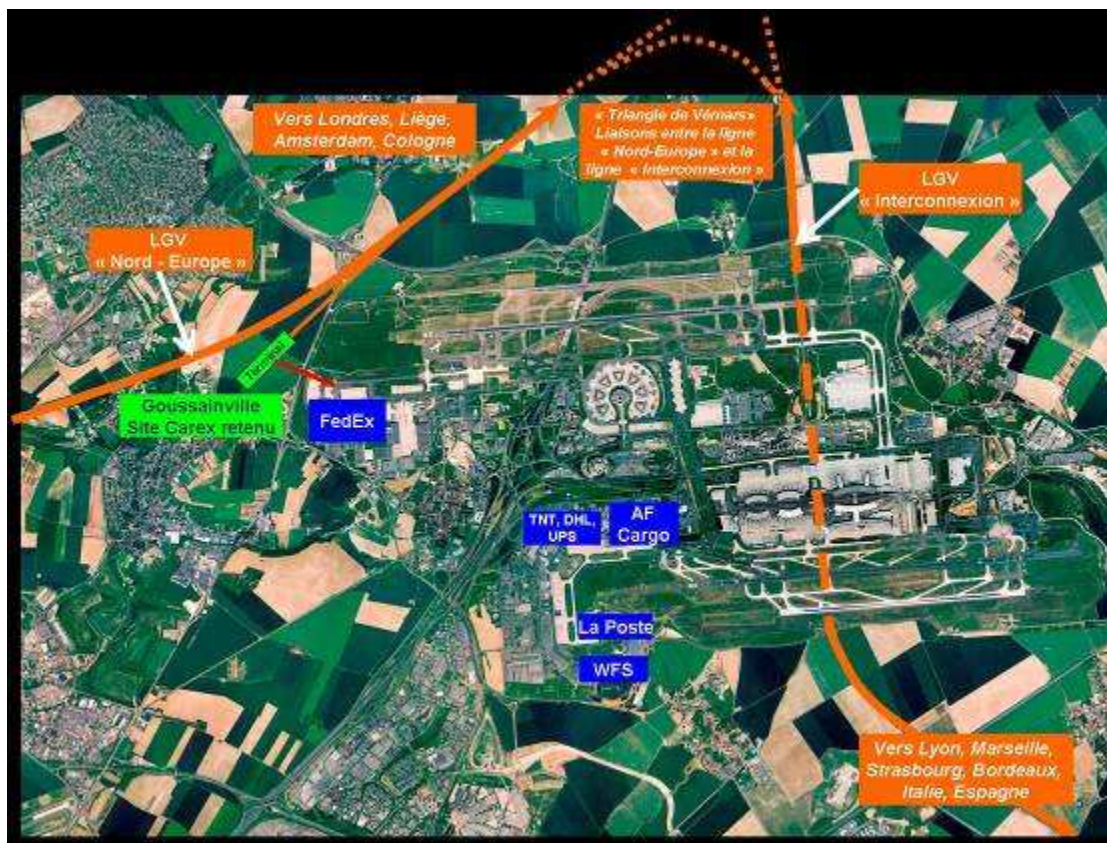 Vers Londres, Liège,
Amsterdam, Cologne
« Triangle de Vémars»
Liaisons entre la ligne
« Nord-Europe » et la
ligne « Interconnexion »
LGV
« Interconnexion »
LGV
« Nord - Europe »
Terminal
Goussainville
Site Carex retenu
FedEx
TNT, DHL,
UPS
AF
Cargo
La Poste
WFS
Vers Lyon, Marseille,
Strasbourg, Bordeaux,
Italie, Espagne